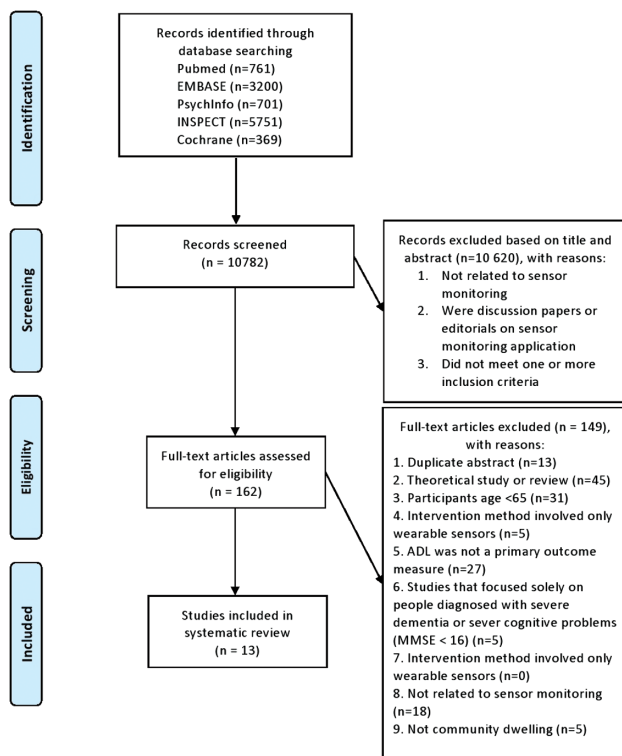 Identification
Records identified through
database searching
Pubmed (n=761)
EMBASE (n=3200)
PsychInfo (n=701)
INSPECT (n=5751)
Cochrane (n=369)
Screening
Records screened
(n = 10782)
Records excluded based on title and
abstract (n=10 620), with reasons:
1. Not related to sensor
monitoring
2. Were discussion papers or
editorials on sensor
monitoring application
3. Did not meet one or more
inclusion criteria
Eligibility
Full-text articles assessed
for eligibility
(n = 162)
Full-text articles excluded (n = 149),
with reasons:
1. Duplicate abstract (n=13)
2. Theoretical study or review (n=45)
3. Participants age <65 (n=31)
4. Intervention method involved only
wearable sensors (n=5)
5. ADL was not a primary outcome
measure (n=27)
6. Studies that focused solely on
people diagnosed with severe
dementia or sever cognitive problems
(MMSE < 16) (n=5)
7. Intervention method involved only
wearable sensors (n=0)
8. Not related to sensor monitoring
(n=18)
9. Not community dwelling (n=5)
Included
Studies included in
systematic review
(n = 13)